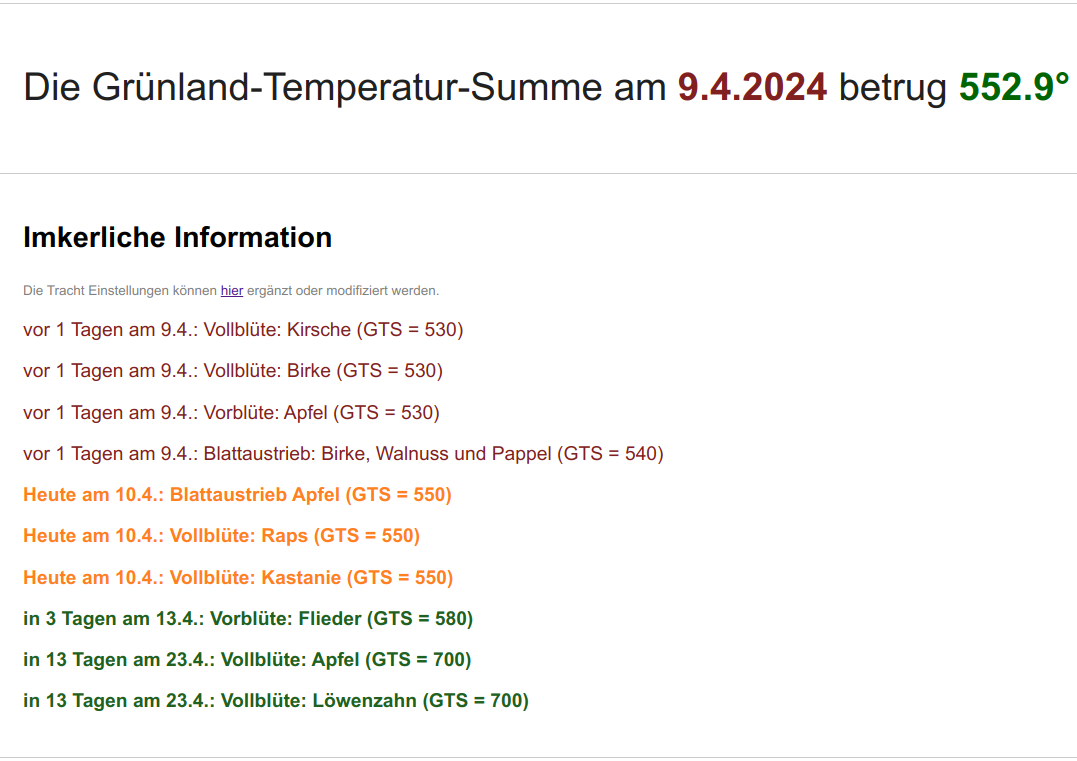 Die Grünland-Temperatur-Summe am 9.4.2024 betrug 552.9°
Imkerliche Information
Die Tracht Einstellungen können hier ergänzt oder modifiziert werden.
vor 1 Tagen am 9.4.: Vollblüte: Kirsche (GTS = 530)
vor 1 Tagen am 9.4.: Vollblüte: Birke (GTS = 530)
vor 1 Tagen am 9.4.: Vorblüte: Apfel (GTS = 530)
vor 1 Tagen am 9.4.: Blattaustrieb: Birke, Walnuss und Pappel (GTS = 540)
Heute am 10.4.: Blattaustrieb Apfel (GTS = 550)
Heute am 10.4.: Vollblüte: Raps (GTS = 550)
Heute am 10.4.: Vollblüte: Kastanie (GTS = 550)
in 3 Tagen am 13.4.: Vorblüte: Flieder (GTS = 580)
in 13 Tagen am 23.4.: Vollblüte: Apfel (GTS = 700)
in 13 Tagen am 23.4.: Vollblüte: Löwenzahn (GTS = 700)